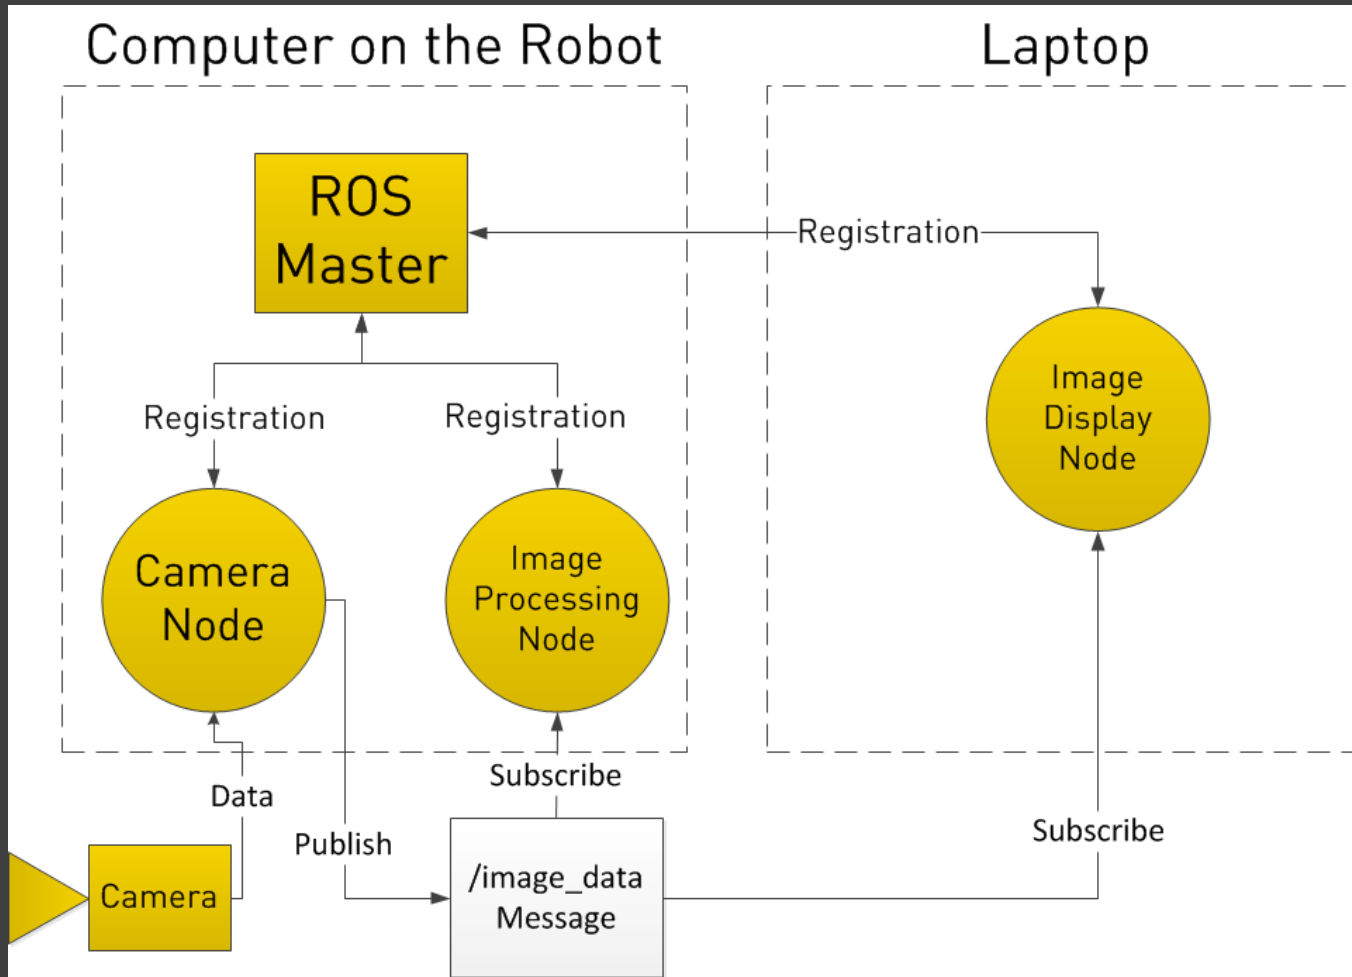 Computer on the Robot
Laptop
ROS
Master
Registration
Registration
Registration
Image
Display
Node
Camera
Node
Image
Processing
Node
Data
Subscribe
Publish
Subscribe
Camera
/image_data
Message